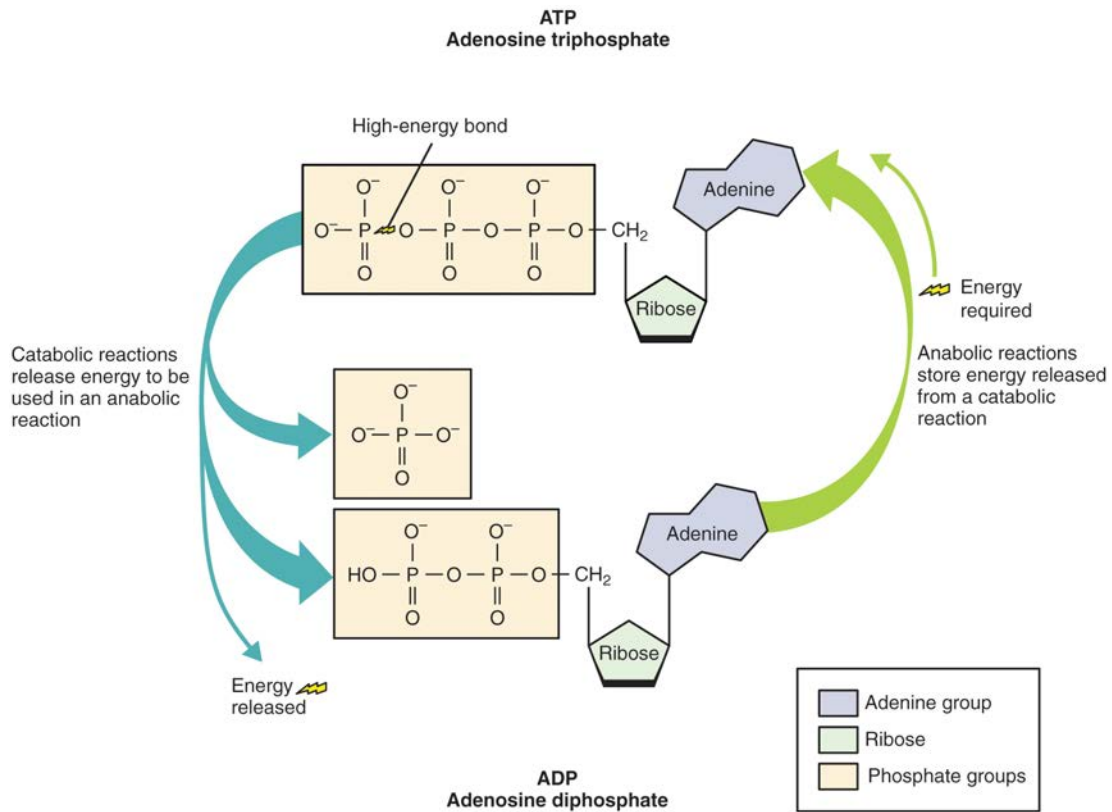 ATP
Adenosine triphosphate
High-energy bond
O⁻ O⁻ O⁻
O⁻ — P O — P — O — P — O — CH₂
O O O
Adenine
Ribose
Energy
required
Catabolic reactions
release energy to be
used in an anabolic
reaction
Anabolic reactions
store energy released
from a catabolic
reaction
O⁻
O⁻ — P — O⁻
O
O⁻ O⁻
HO — P — O — P — O — CH₂
O O
Adenine
Ribose
Energy
released
Adenine group
Ribose
Phosphate groups
ADP
Adenosine diphosphate